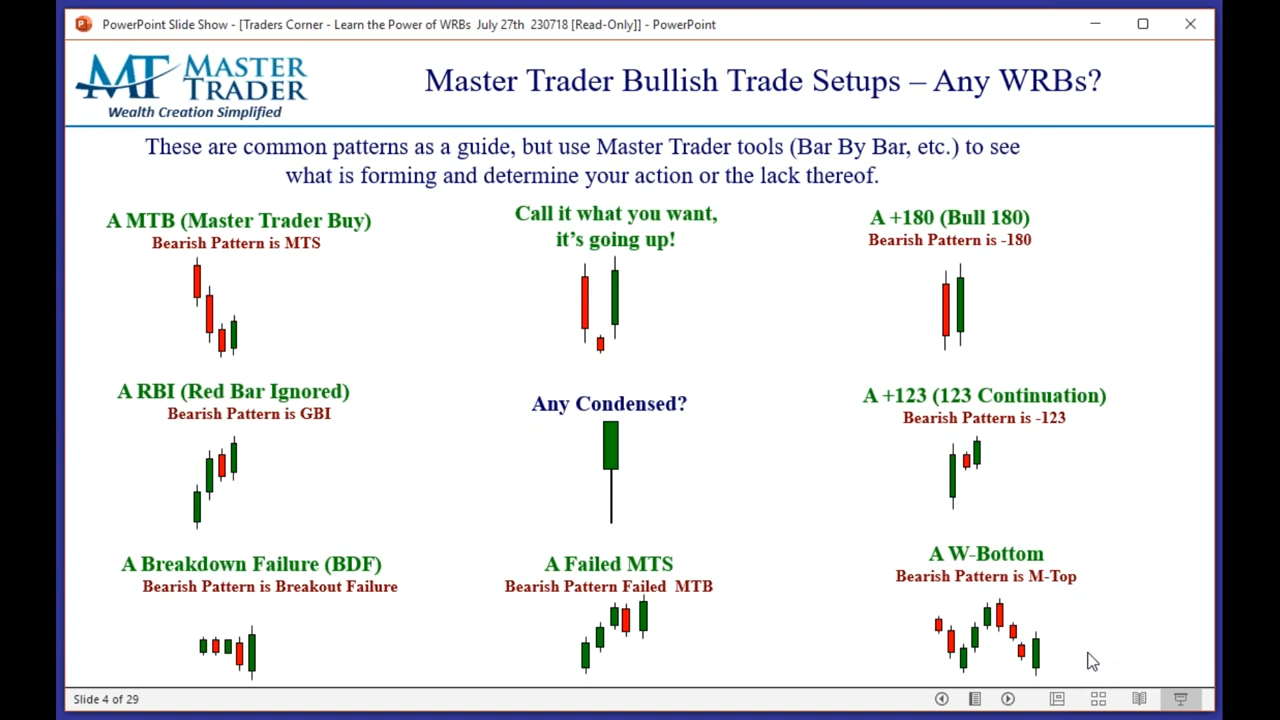 PowerPoint Slide Show - [Traders Corner - Learn the Power of WRBs  July 27th  230718 [Read-Only]] - PowerPoint
MT MASTER TRADER
Wealth Creation Simplified
Master Trader Bullish Trade Setups – Any WRBs?
These are common patterns as a guide, but use Master Trader tools (Bar By Bar, etc.) to see
what is forming and determine your action or the lack thereof.
A MTB (Master Trader Buy)
Bearish Pattern is MTS
Call it what you want,
it’s going up!
A +180 (Bull 180)
Bearish Pattern is -180
A RBI (Red Bar Ignored)
Bearish Pattern is GBI
Any Condensed?
A +123 (123 Continuation)
Bearish Pattern is -123
A Breakdown Failure (BDF)
Bearish Pattern is Breakout Failure
A Failed MTS
Bearish Pattern Failed  MTB
A W-Bottom
Bearish Pattern is M-Top
Slide 4 of 29